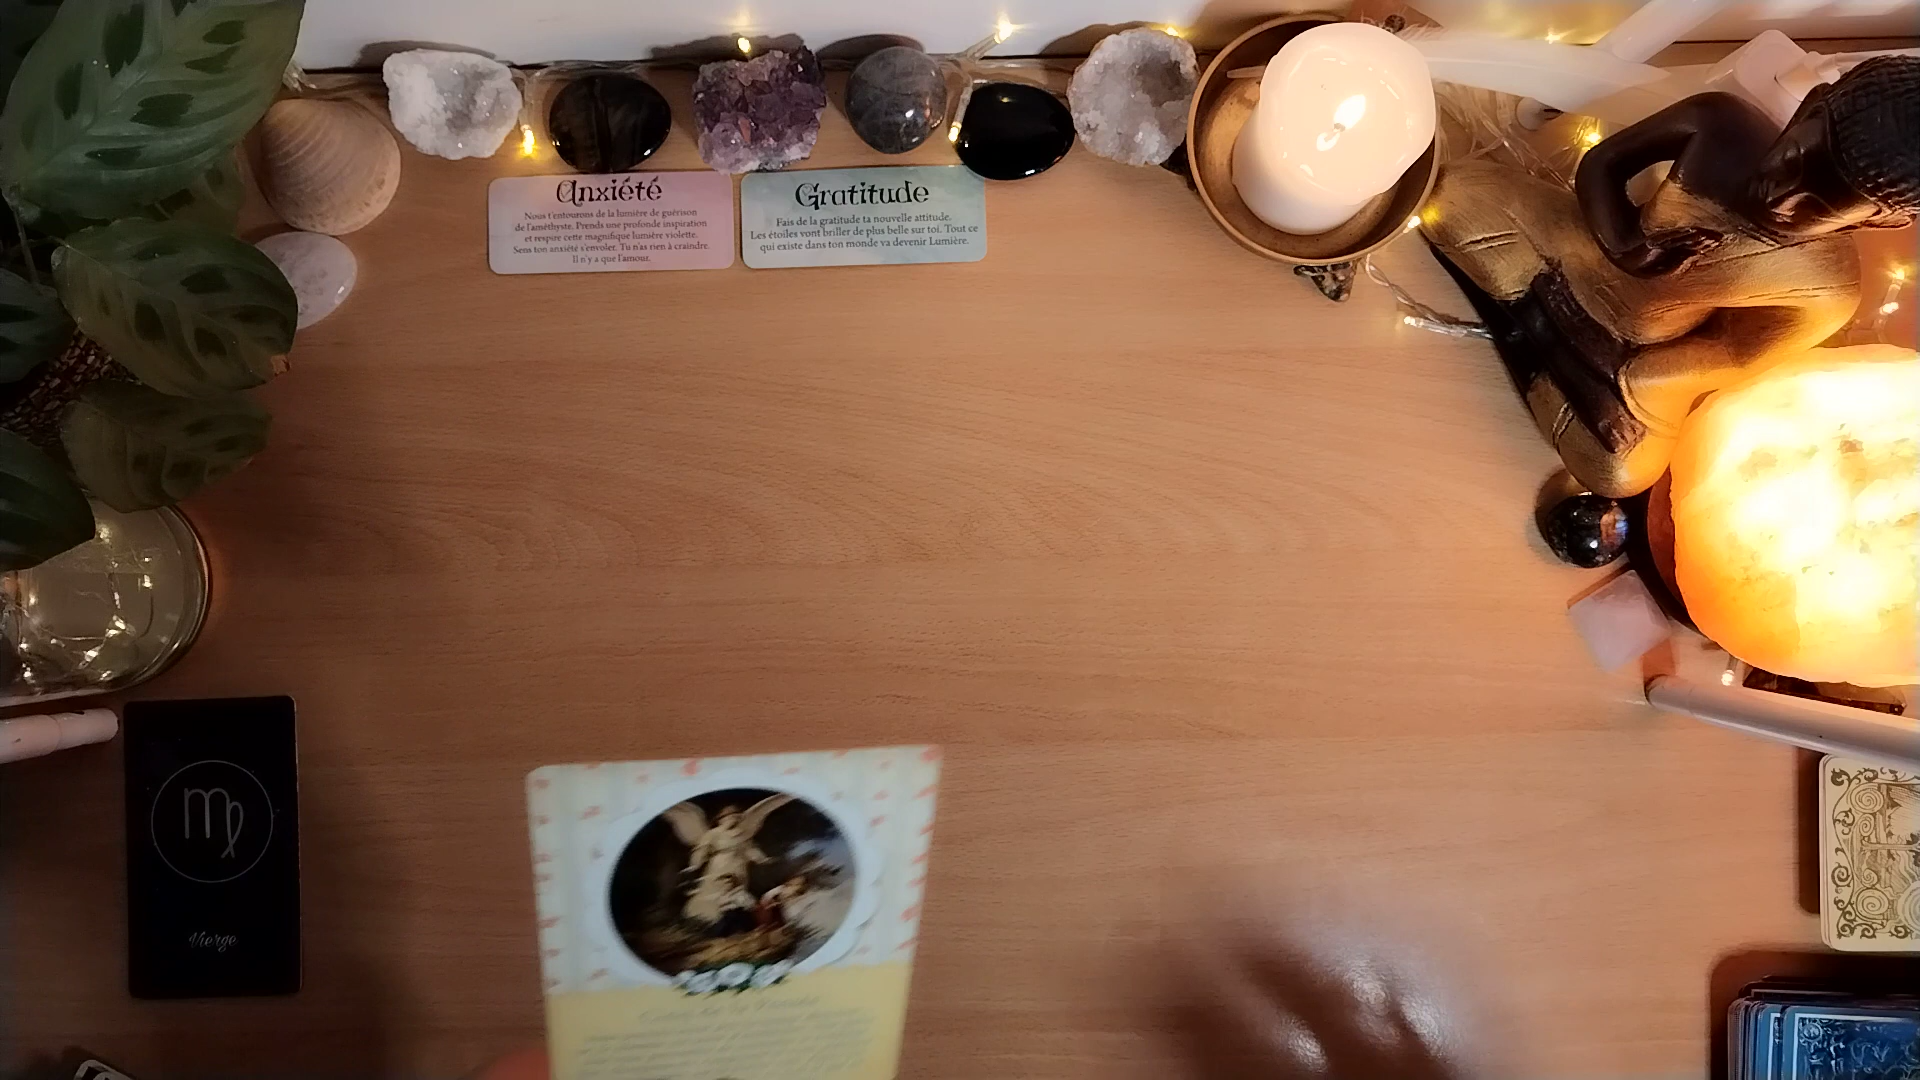 Anxiété
Nous t'entourons de la lumière de guérison
de l'améthyste. Prends une profonde inspiration
et respire cette magnifique lumière violette.
Sens ton anxiété s'envoler. Tu n'as rien à craindre.
Il n'y a que l'amour.
Gratitude
Fais de la gratitude ta nouvelle attitude.
Les étoiles vont briller de plus belle sur toi. Tout ce
qui existe dans ton monde va devenir Lumière.
Vierge